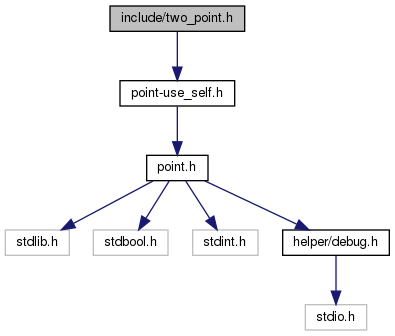 include/two_point.h
point-use_self.h
point.h
stdlib.h
stdbool.h
stdint.h
helper/debug.h
stdio.h